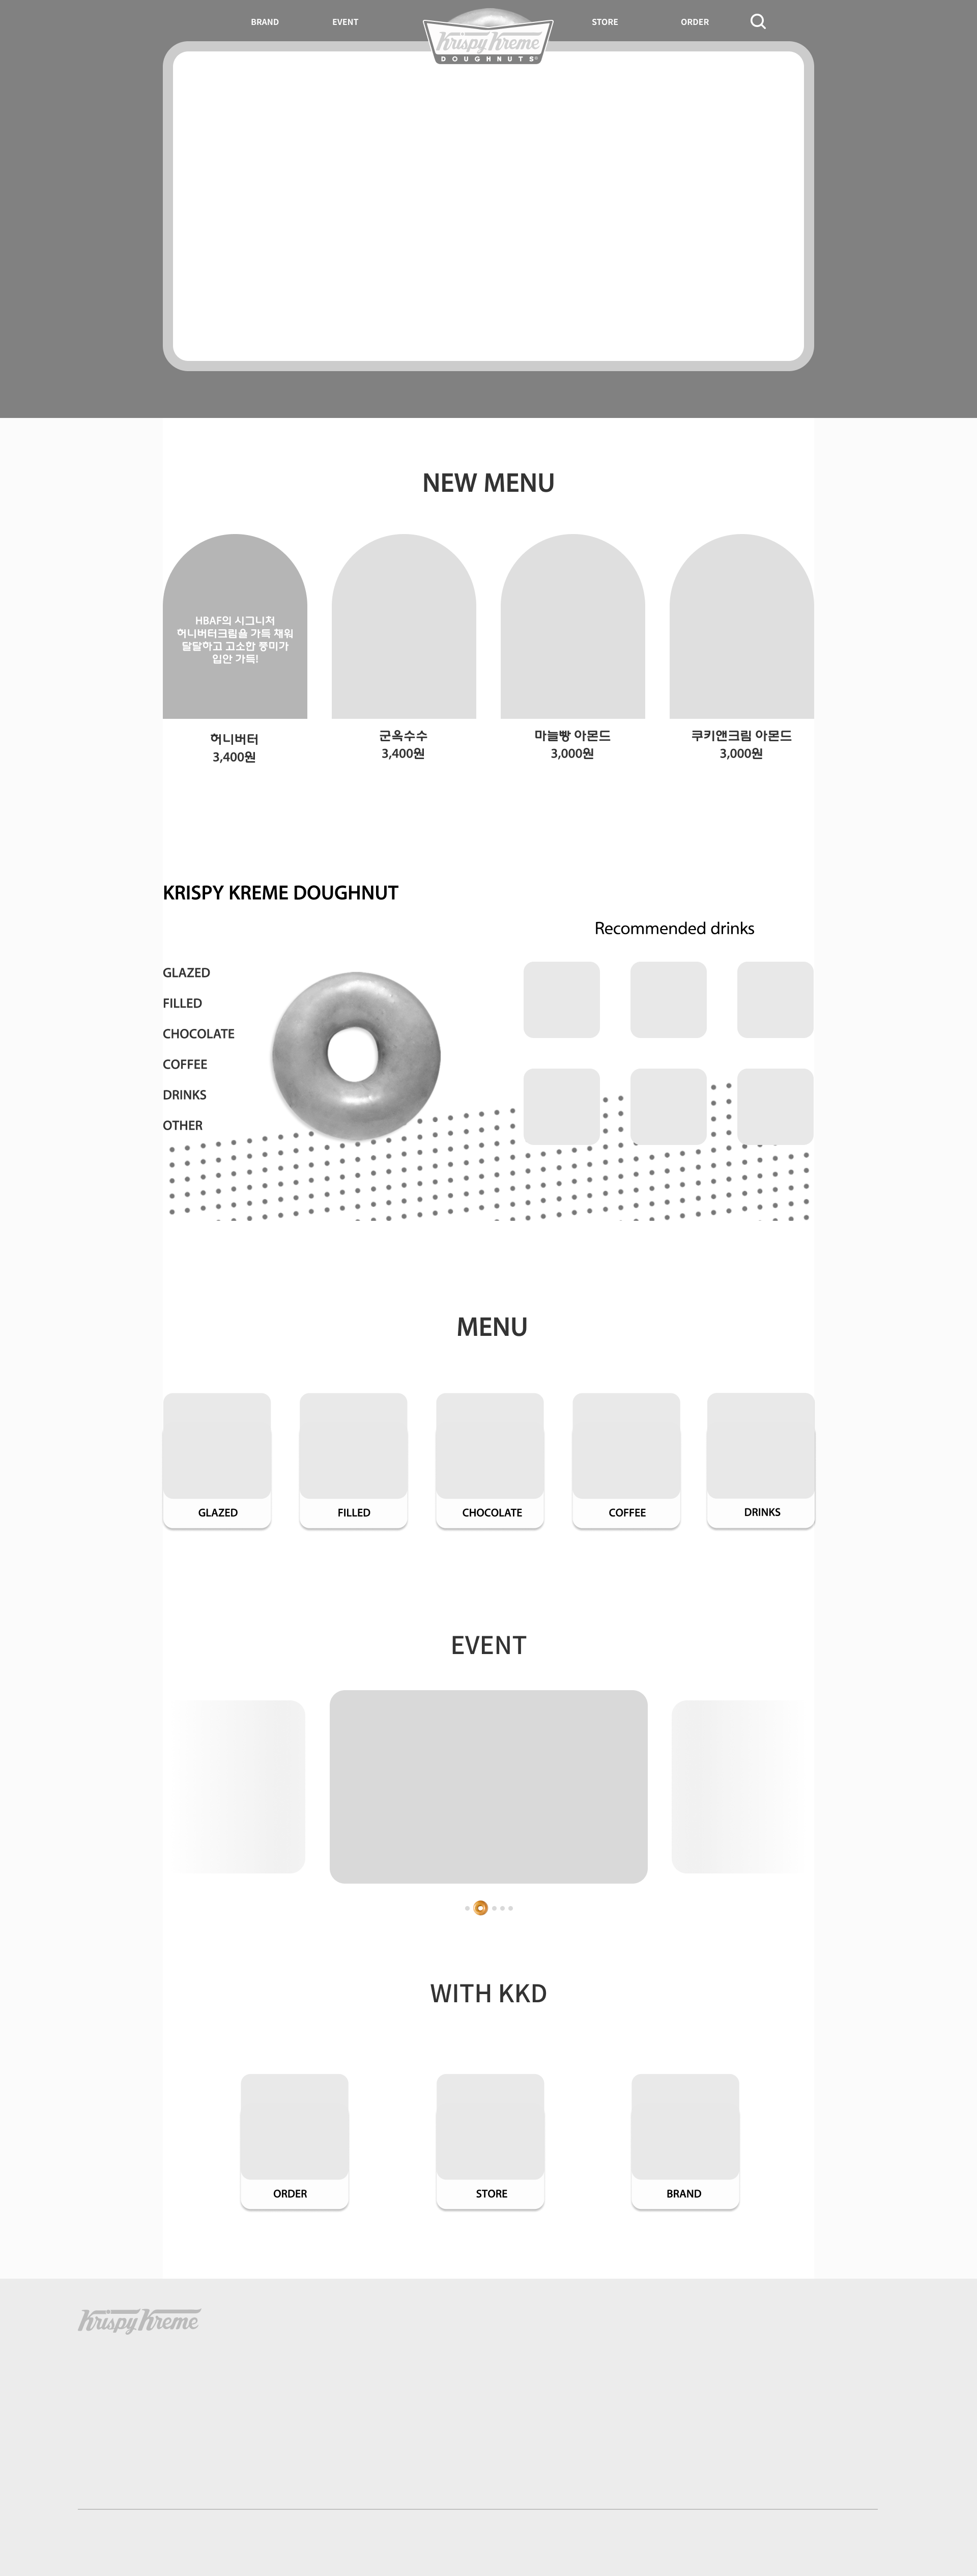 BRAND
EVENT
Krispy Kreme
DOUGHNUTS®
STORE
ORDER
NEW MENU
HBAF의 시그니처
허니버터크림을 가득 채워
달달하고 고소한 풍미가
입안 가득!
허니버터
3,400원
군옥수수
3,400원
마늘빵 아몬드
3,000원
쿠키앤크림 아몬드
3,000원
KRISPY KREME DOUGHNUT
Recommended drinks
GLAZED
FILLED
CHOCOLATE
COFFEE
DRINKS
OTHER
MENU
GLAZED
FILLED
CHOCOLATE
COFFEE
DRINKS
EVENT
WITH KKD
ORDER
STORE
BRAND
Krispy Kreme